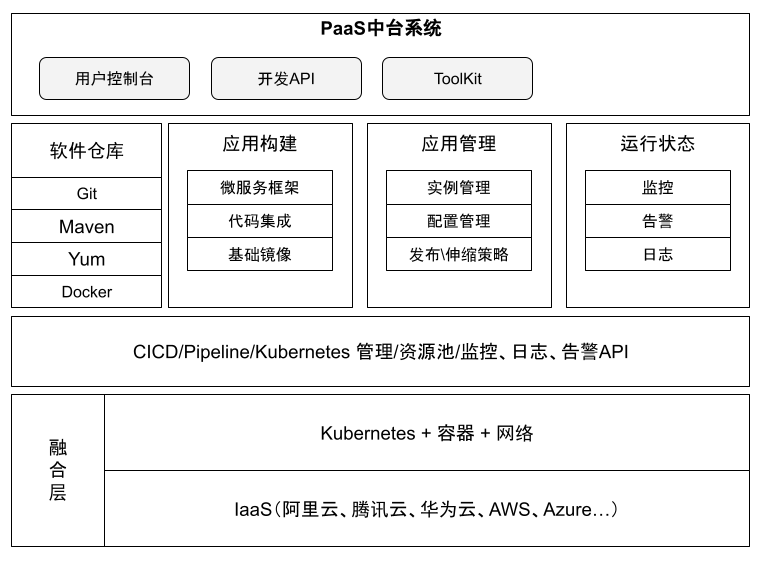 PaaS中台系统
用户控制台
开发API
ToolKit
软件仓库
Git
Maven
Yum
Docker
应用构建
微服务框架
代码集成
基础镜像
应用管理
实例管理
配置管理
发布\伸缩策略
运行状态
监控
告警
日志
CICD/Pipeline/Kubernetes 管理/资源池/监控、日志、告警API
融
合
层
Kubernetes + 容器 + 网络
IaaS（阿里云、腾讯云、华为云、AWS、Azure…）